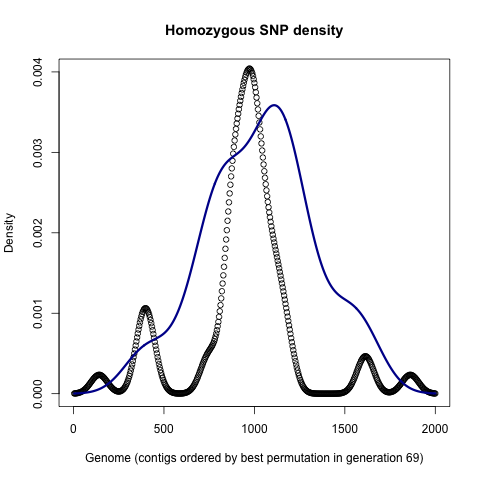 Homozygous SNP density
Density
0.004
0.003
0.002
0.001
0.000
0 500 1000 1500 2000
Genome (contigs ordered by best permutation in generation 69)